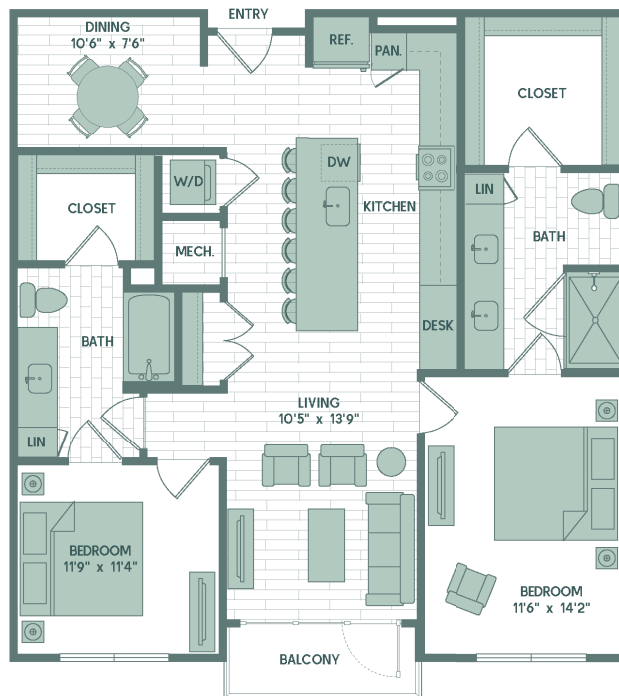 ENTRY
DINING
10'6" x 7'6"
REF.
PAN.
CLOSET
DW
W/D
KITCHEN
LIN
CLOSET
MECH.
BATH
BATH
DESK
LIVING
10'5" x 13'9"
LIN
BEDROOM
11'9" x 11'4"
BEDROOM
11'6" x 14'2"
BALCONY